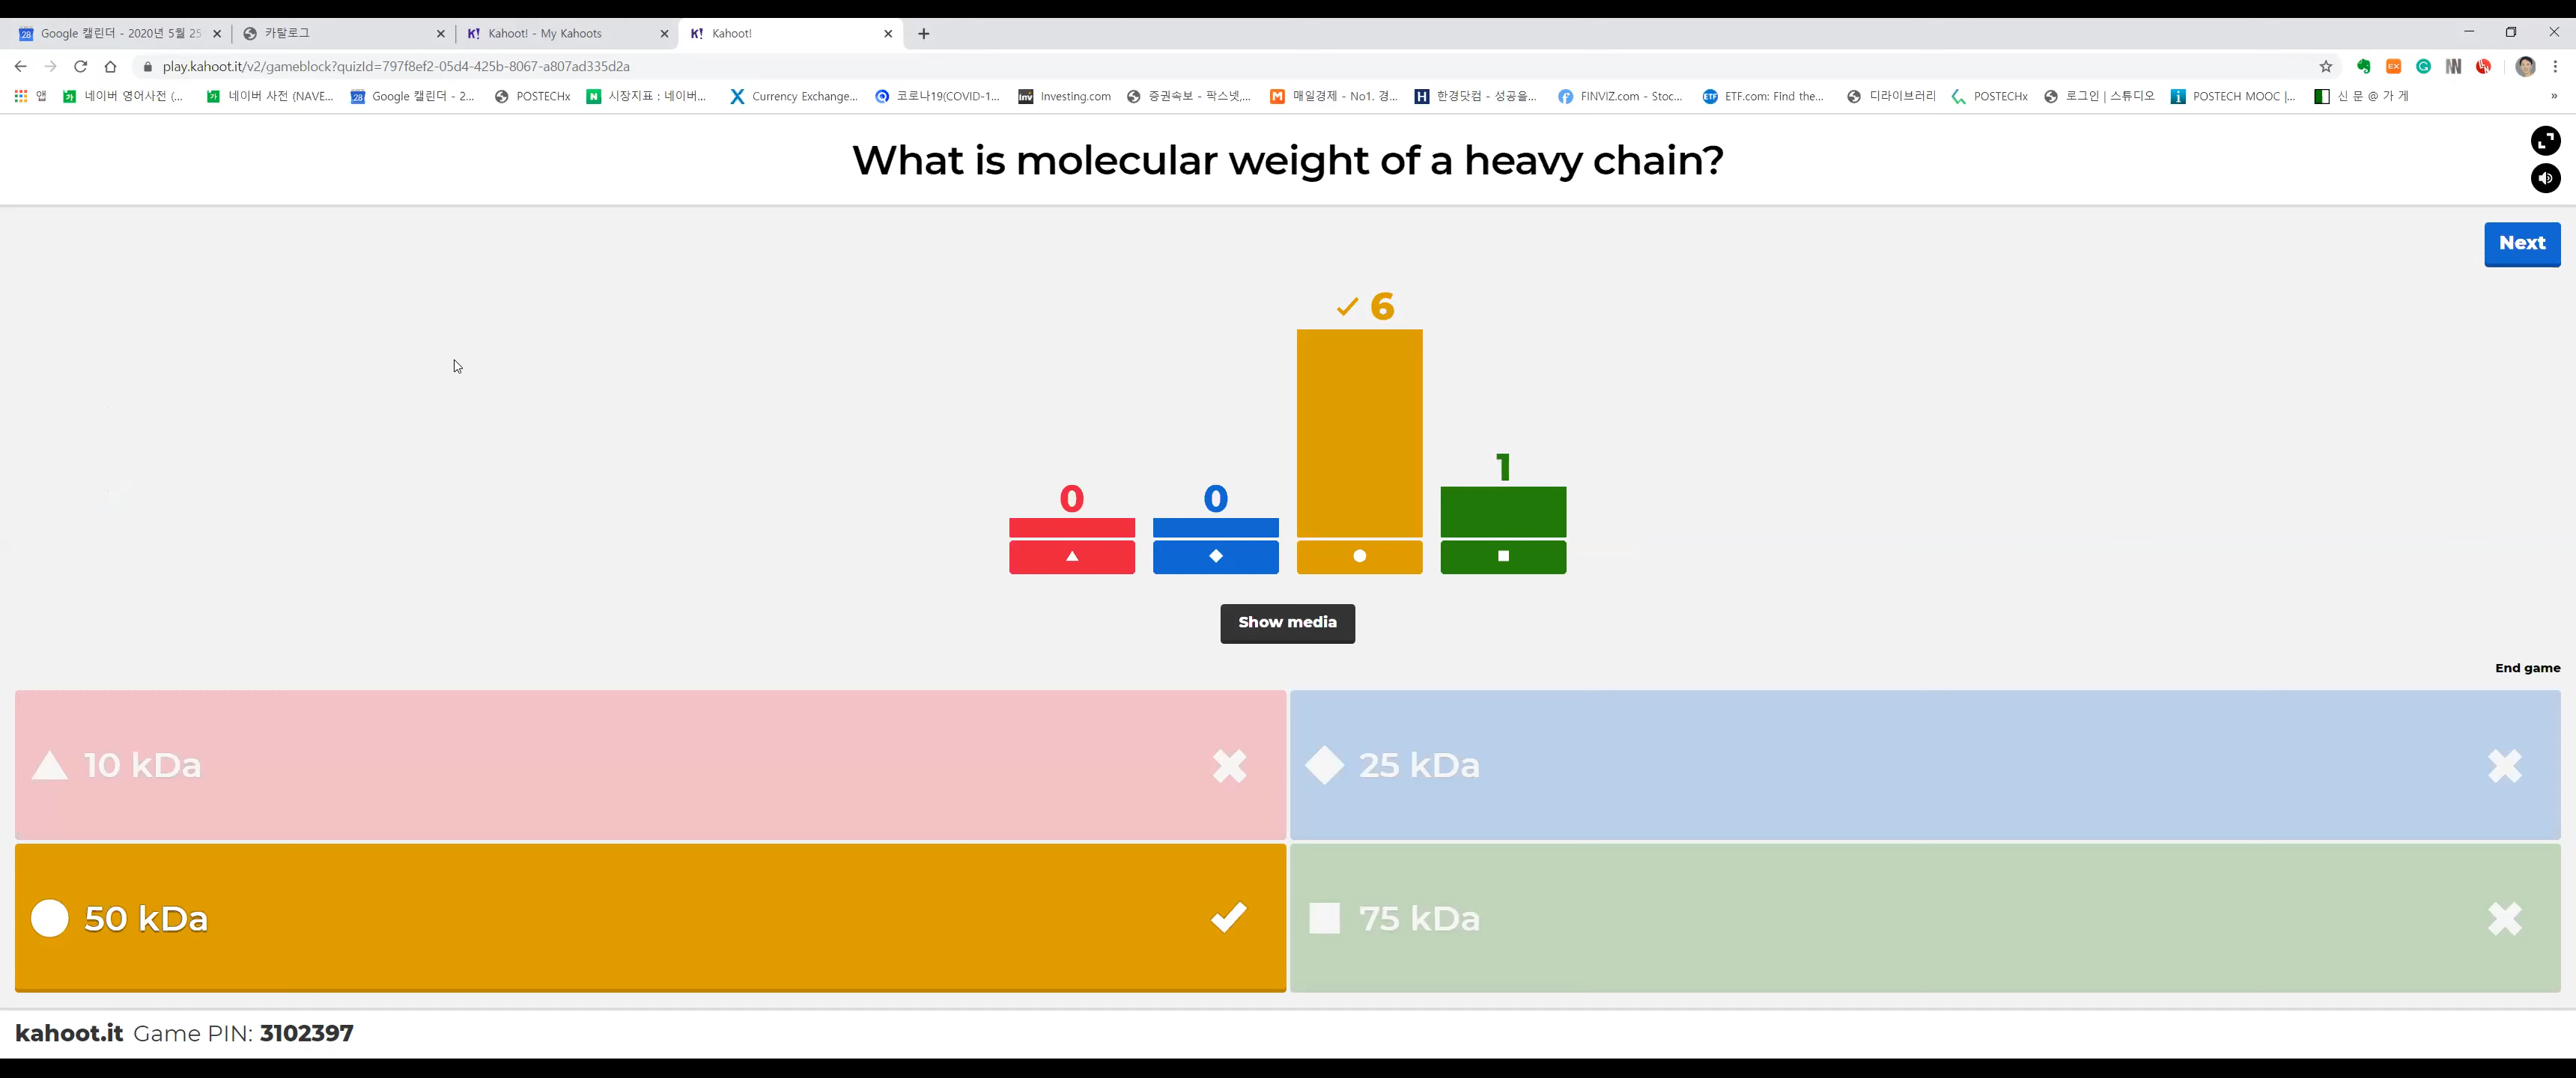 Google 캘린더 - 2020년 5월 25
카탈로그
Kahoot! - My Kahoots
Kahoot!
play.kahoot.it/v2/gameblock?quizId=797f8ef2-05d4-425b-8067-a807ad335d2a
앱 네이버 영어사전 (... 네이버 사전 (NAVE... Google 캘린더 - 2... POSTECHx 시장지표 : 네이버... Currency Exchange... 코로나19(COVID-1... Investing.com 증권속보 - 팍스넷,... 매일경제 - No1. 경... 한경닷컴 - 성공을... FINVIZ.com - Stoc... ETF.com: Find the... 디라이브러리 POSTECHx 로그인 | 스튜디오 POSTECH MOOC |... 신 문 @ 가 게 »
What is molecular weight of a heavy chain?
Next
6
1
0
0
Show media
End game
10 kDa
25 kDa
50 kDa
75 kDa
kahoot.it Game PIN: 3102397